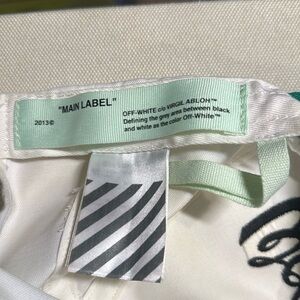 "MAIN LABEL"
2013©
OFF-WHITE c/o VIRGIL ABLOH™
Defining the grey area between black
and white as the color Off-White™